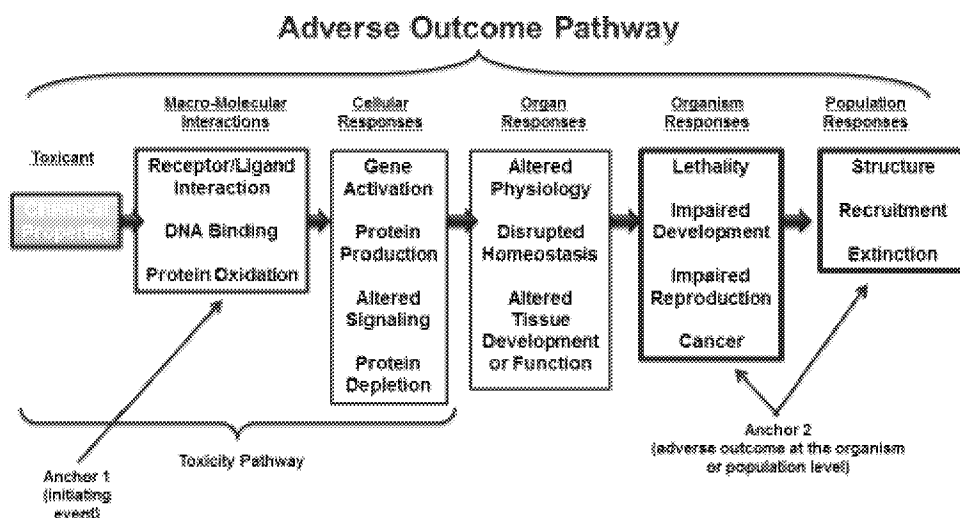 Adverse Outcome Pathway
Toxicant
Macro-Molecular
Interactions
Receptor/Ligand
Interaction
DNA Binding
Protein Oxidation
Cellular
Responses
Gene
Activation
Protein
Production
Altered
Signaling
Protein
Depletion
Organ
Responses
Altered
Physiology
Disrupted
Homeostasis
Altered
Tissue
Development
or Function
Organism
Responses
Lethality
Impaired
Development
Impaired
Reproduction
Cancer
Population
Responses
Structure
Recruitment
Extinction
Toxicity Pathway
Anchor 1
(initiating
event)
Anchor 2
(adverse outcome at the organism
or population level)